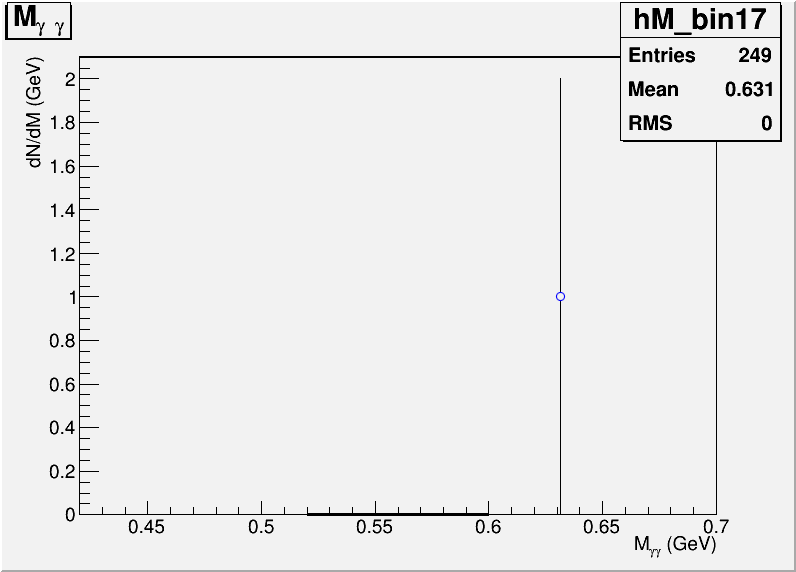 Mγ γ
hM_bin17
Entries 249
Mean 0.631
RMS 0
dN/dM (GeV)
2
1.8
1.6
1.4
1.2
1
0.8
0.6
0.4
0.2
0
0.45 0.5 0.55 0.6 0.65 0.7
Mγγ (GeV)